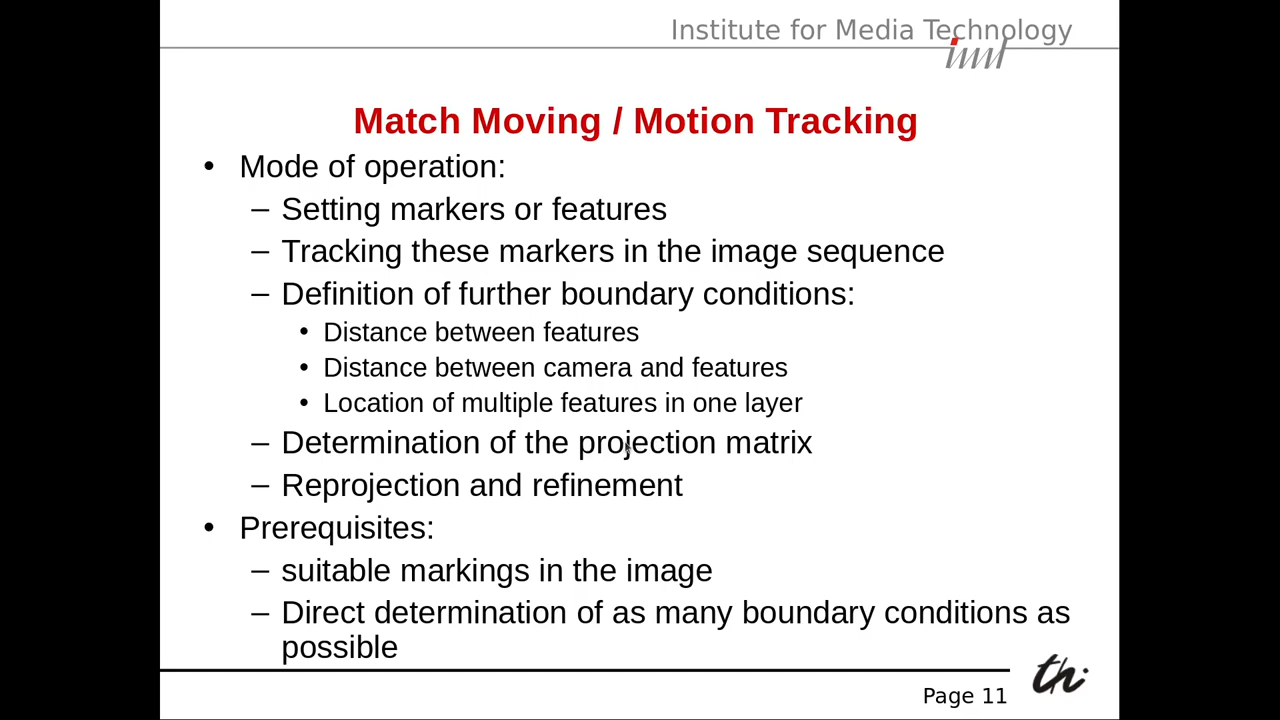 Institute for Media Technology
imt
Match Moving / Motion Tracking
• Mode of operation:
– Setting markers or features
– Tracking these markers in the image sequence
– Definition of further boundary conditions:
• Distance between features
• Distance between camera and features
• Location of multiple features in one layer
– Determination of the projection matrix
– Reprojection and refinement
• Prerequisites:
– suitable markings in the image
– Direct determination of as many boundary conditions as
possible
th
Page 11